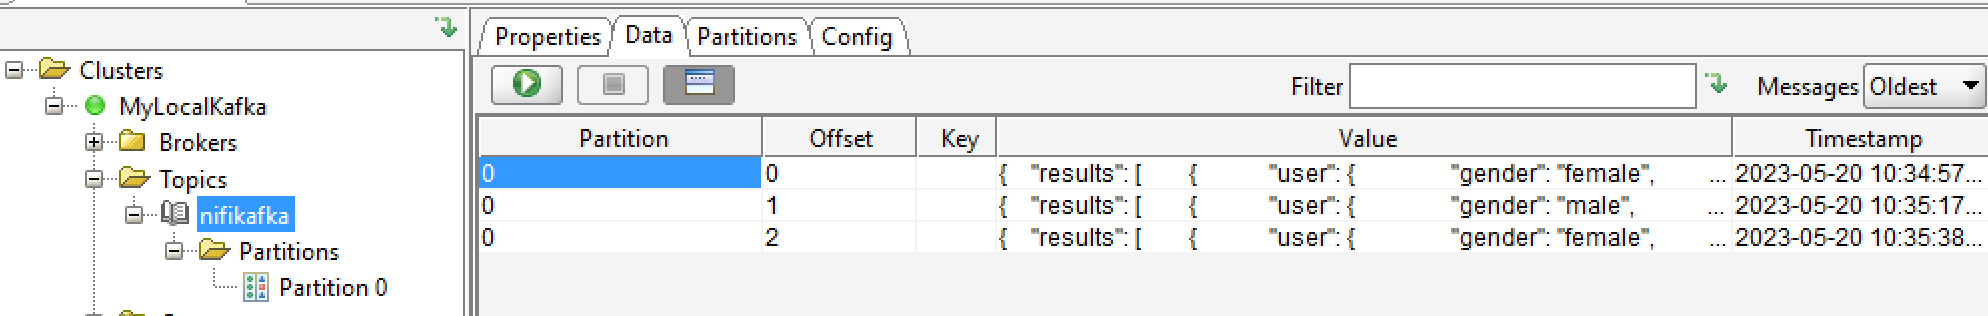 Clusters
MyLocalKafka
Brokers
Topics
nifikafka
Partitions
Partition 0
Properties Data Partitions Config
Filter Messages Oldest
Partition Offset Key Value Timestamp
0 0 { "results": [ { "user": { "gender": "female", ... 2023-05-20 10:34:57...
0 1 { "results": [ { "user": { "gender": "male", ... 2023-05-20 10:35:17...
0 2 { "results": [ { "user": { "gender": "female", ... 2023-05-20 10:35:38...